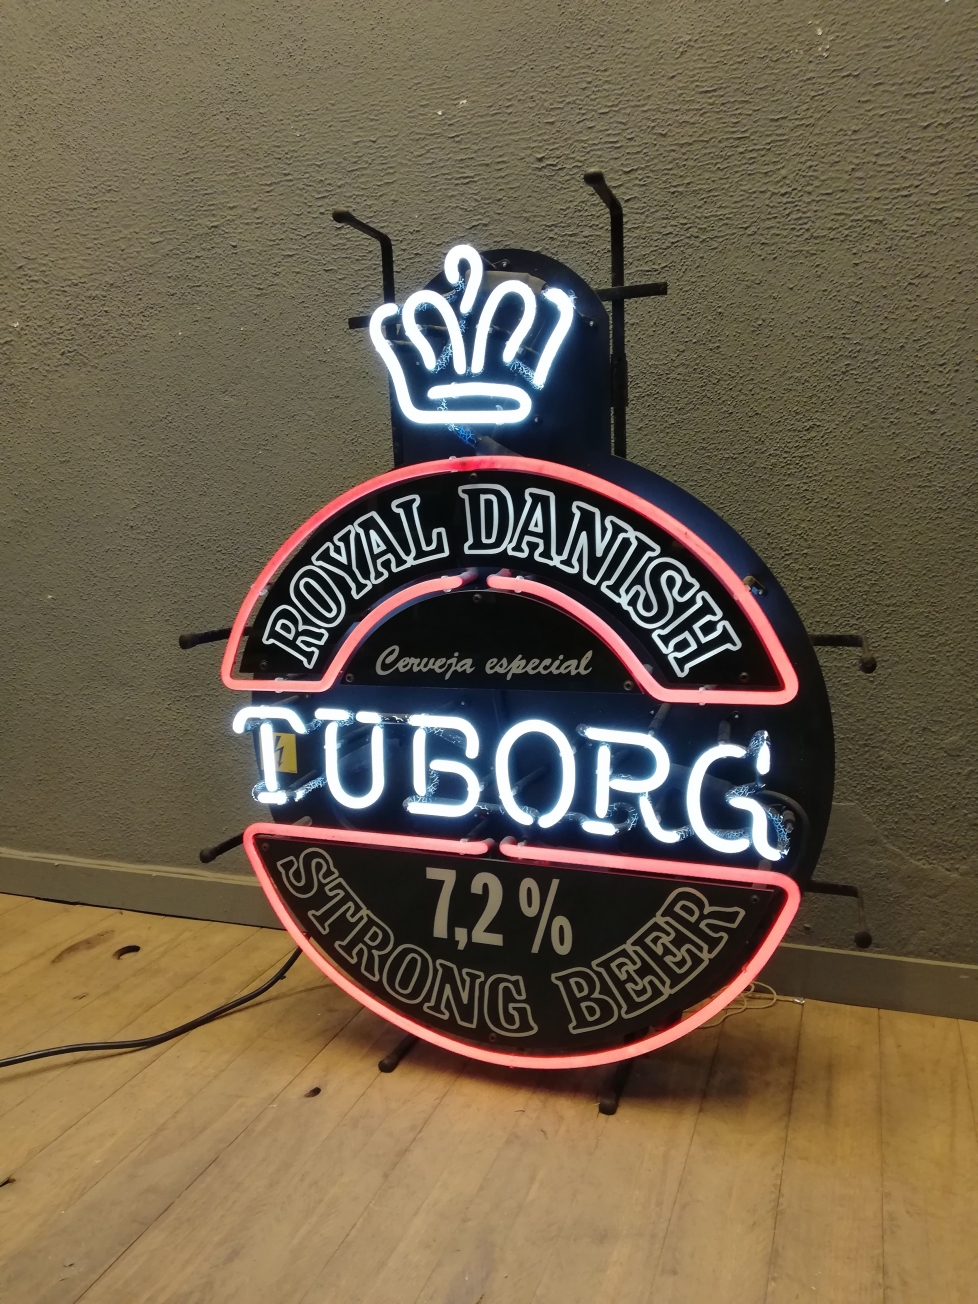 ROYAL DANISH
Cerveja especial
TUBORG
7,2 %
STRONG BEER